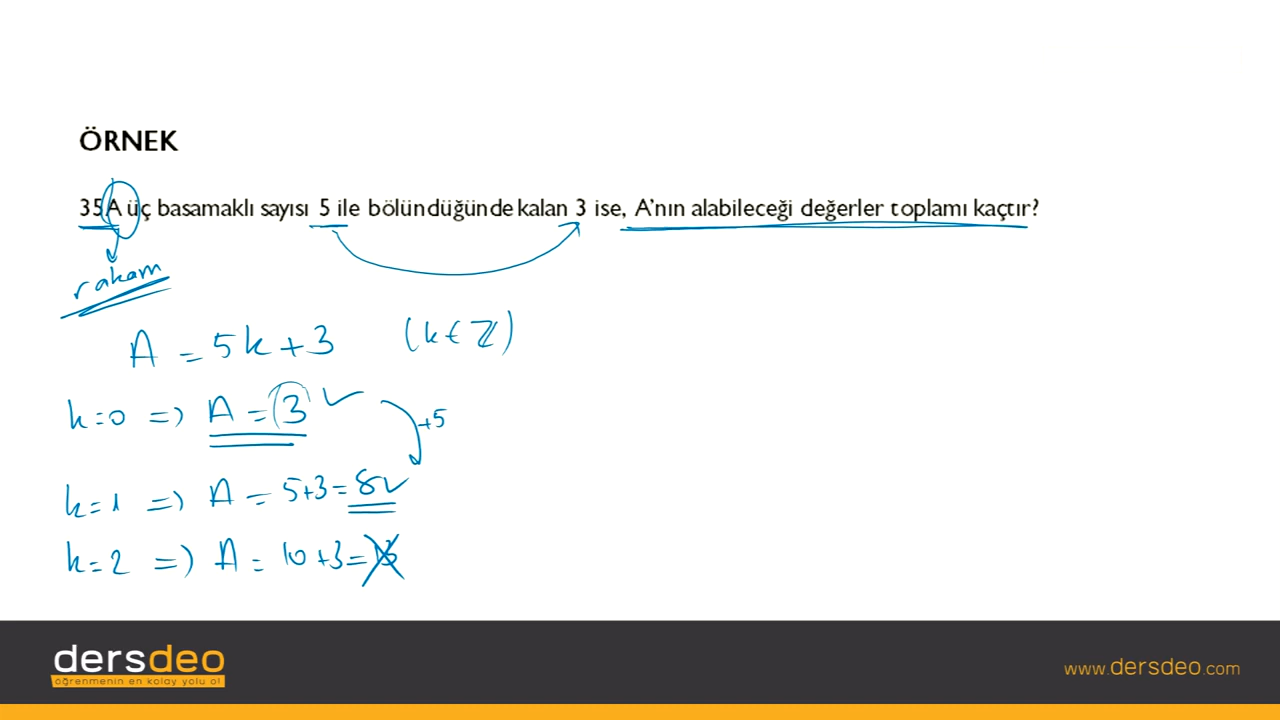 ÖRNEK
35A üç basamaklı sayısı 5 ile bölündüğünde kalan 3 ise, A'nın alabileceği değerler toplamı kaçtır?
rakam
A = 5k + 3 (k ∈ ℤ)
k=0 => A = 3 ✓
+5
k=1 => A = 5+3 = 8 ✓
k=2 => A = 10+3 = 13
dersdeo
öğrenmenin en kolay yolu o!
www.dersdeo.com